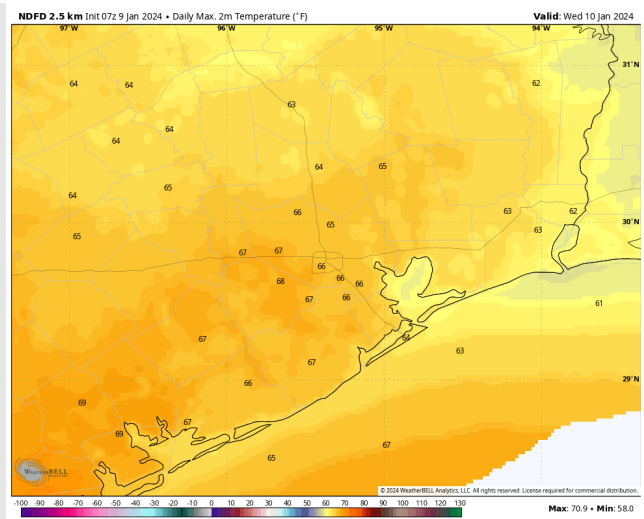 NDFD 2.5 km Init 07z 9 Jan 2024 • Daily Max. 2m Temperature (°F) Valid: Wed 10 Jan 2024
97°W 96°W 95°W 94°W
31°N
64 64 62
63
64
64
64 65
65
64
66 63 62
65 65 63
30°N
67 67
66
68 66 66
67 66
61
67 64
63
67
66
29°N
69
67
69
67
65
WeatherBELL
© 2024 WeatherBELL Analytics, LLC. All rights reserved. License required for commercial distribution.
-100 -90 -80 -70 -60 -50 -40 -30 -20 -10 0 10 20 30 40 50 60 70 80 90 100 110 120 130 Max: 70.9 • Min: 58.0